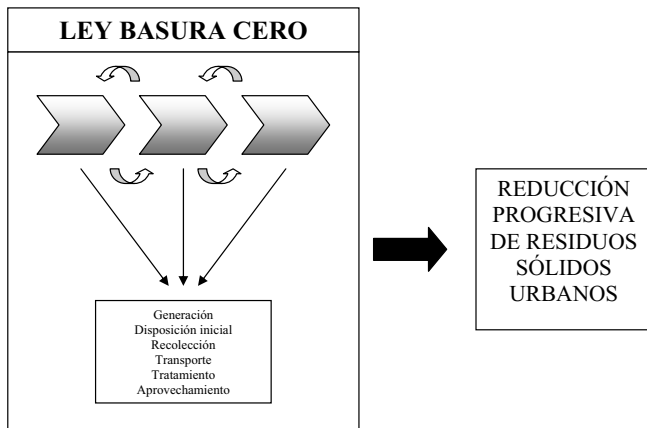 LEY BASURA CERO
Generación
Disposición inicial
Recolección
Transporte
Tratamiento
Aprovechamiento
REDUCCIÓN
PROGRESIVA
DE RESIDUOS
SÓLIDOS
URBANOS